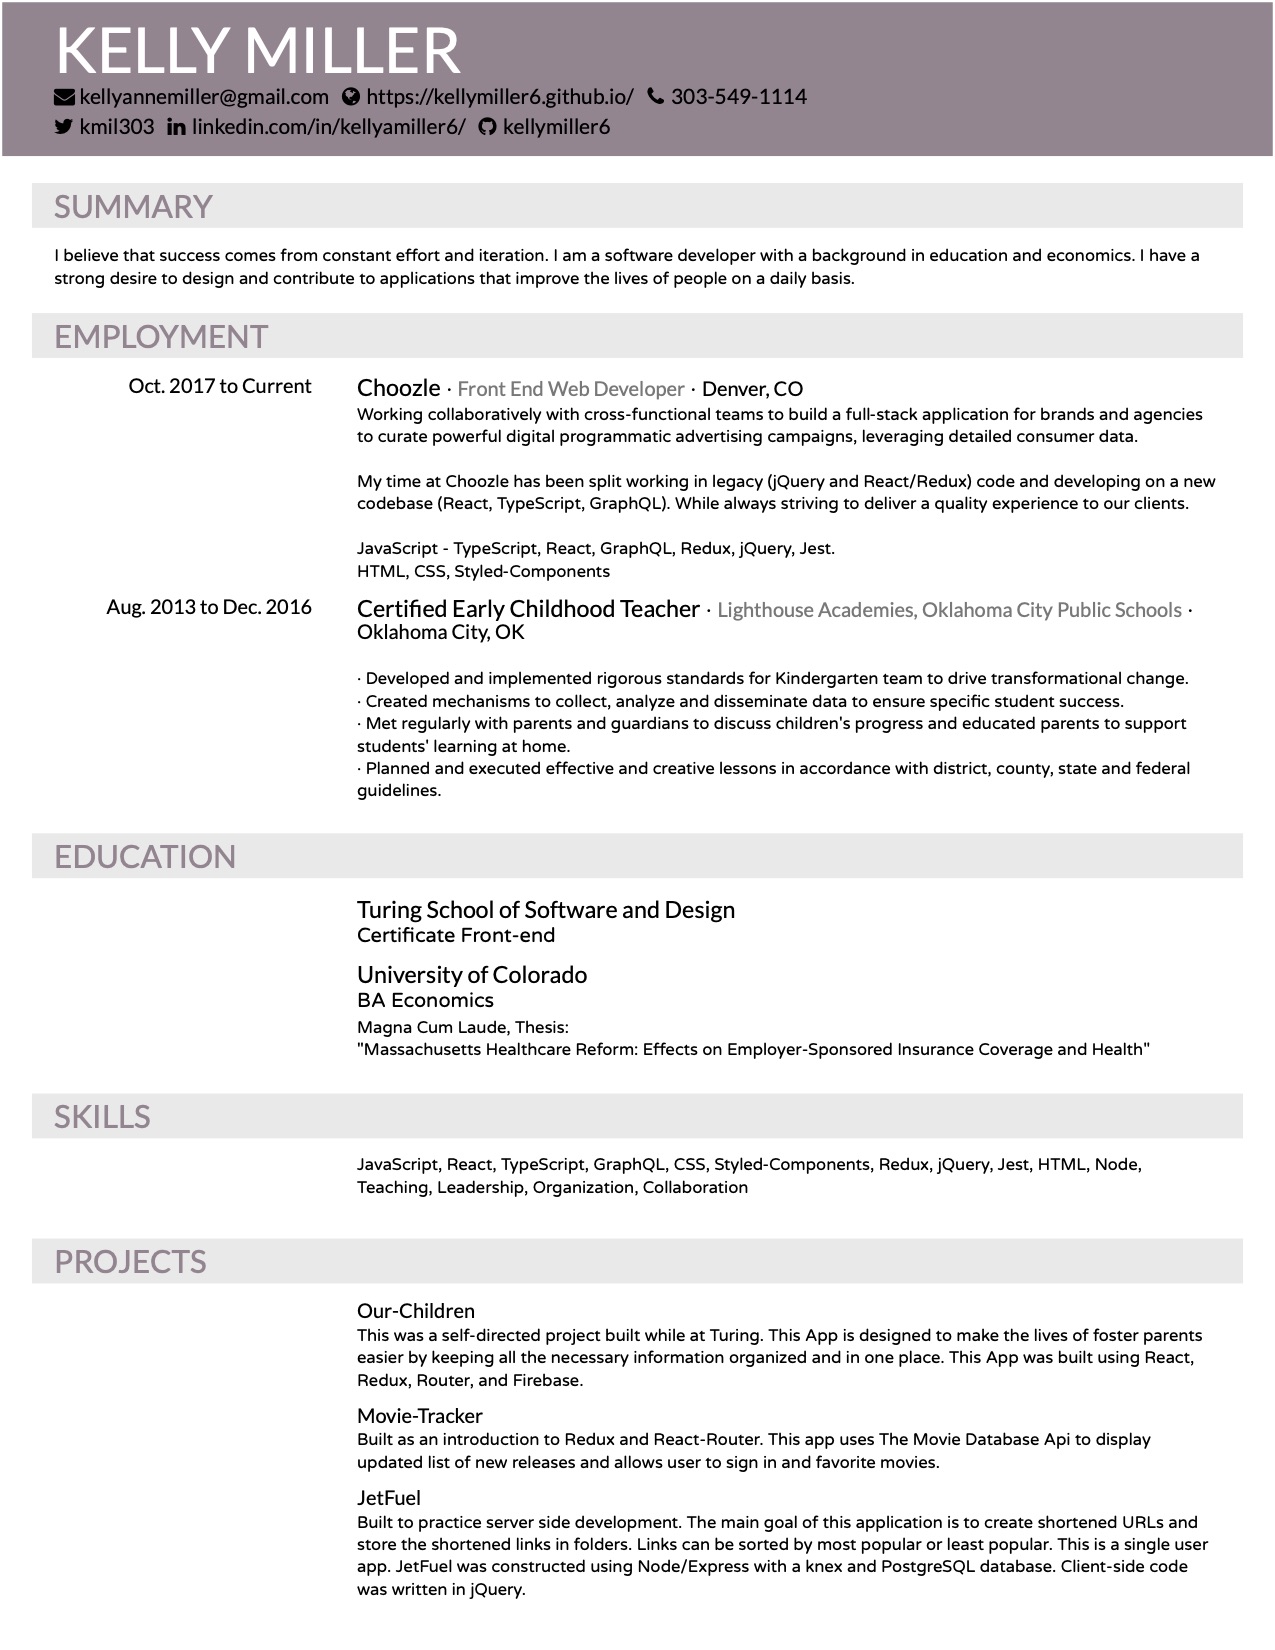 KELLY MILLER
kellyannemiller@gmail.com https://kellymiller6.github.io/ 303-549-1114
kmil303 linkedin.com/in/kellyamiller6/ kellymiller6
SUMMARY
I believe that success comes from constant effort and iteration. I am a software developer with a background in education and economics. I have a
strong desire to design and contribute to applications that improve the lives of people on a daily basis.
EMPLOYMENT
Oct. 2017 to Current
Choozle · Front End Web Developer · Denver, CO
Working collaboratively with cross-functional teams to build a full-stack application for brands and agencies
to curate powerful digital programmatic advertising campaigns, leveraging detailed consumer data.
My time at Choozle has been split working in legacy (jQuery and React/Redux) code and developing on a new
codebase (React, TypeScript, GraphQL). While always striving to deliver a quality experience to our clients.
JavaScript - TypeScript, React, GraphQL, Redux, jQuery, Jest.
HTML, CSS, Styled-Components
Aug. 2013 to Dec. 2016
Certified Early Childhood Teacher · Lighthouse Academies, Oklahoma City Public Schools ·
Oklahoma City, OK
· Developed and implemented rigorous standards for Kindergarten team to drive transformational change.
· Created mechanisms to collect, analyze and disseminate data to ensure specific student success.
· Met regularly with parents and guardians to discuss children's progress and educated parents to support
students' learning at home.
· Planned and executed effective and creative lessons in accordance with district, county, state and federal
guidelines.
EDUCATION
Turing School of Software and Design
Certificate Front-end
University of Colorado
BA Economics
Magna Cum Laude, Thesis:
"Massachusetts Healthcare Reform: Effects on Employer-Sponsored Insurance Coverage and Health"
SKILLS
JavaScript, React, TypeScript, GraphQL, CSS, Styled-Components, Redux, jQuery, Jest, HTML, Node,
Teaching, Leadership, Organization, Collaboration
PROJECTS
Our-Children
This was a self-directed project built while at Turing. This App is designed to make the lives of foster parents
easier by keeping all the necessary information organized and in one place. This App was built using React,
Redux, Router, and Firebase.
Movie-Tracker
Built as an introduction to Redux and React-Router. This app uses The Movie Database Api to display
updated list of new releases and allows user to sign in and favorite movies.
JetFuel
Built to practice server side development. The main goal of this application is to create shortened URLs and
store the shortened links in folders. Links can be sorted by most popular or least popular. This is a single user
app. JetFuel was constructed using Node/Express with a knex and PostgreSQL database. Client-side code
was written in jQuery.